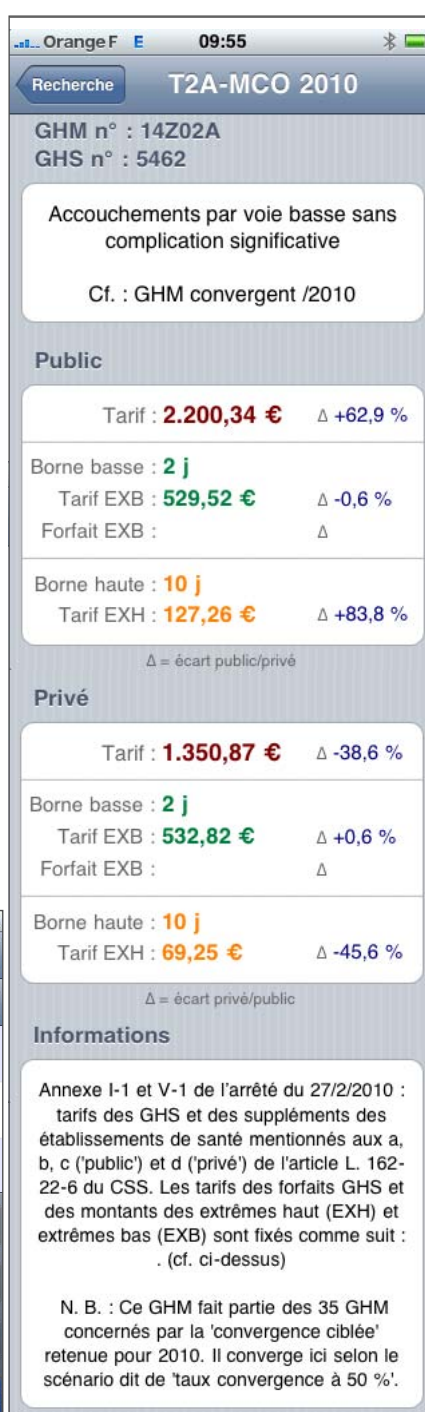 Orange F E 09:55
Recherche T2A-MCO 2010
GHM n° : 14Z02A
GHS n° : 5462
Accouchements par voie basse sans
complication significative
Cf. : GHM convergent /2010
Public
Tarif : 2.200,34 € Δ +62,9 %
Borne basse : 2 j
Tarif EXB : 529,52 € Δ -0,6 %
Forfait EXB : Δ
Borne haute : 10 j
Tarif EXH : 127,26 € Δ +83,8 %
Δ = écart public/privé
Privé
Tarif : 1.350,87 € Δ -38,6 %
Borne basse : 2 j
Tarif EXB : 532,82 € Δ +0,6 %
Forfait EXB : Δ
Borne haute : 10 j
Tarif EXH : 69,25 € Δ -45,6 %
Δ = écart privé/public
Informations
Annexe I-1 et V-1 de l'arrêté du 27/2/2010 :
tarifs des GHS et des suppléments des
établissements de santé mentionnés aux a,
b, c ('public') et d ('privé') de l'article L. 162-
22-6 du CSS. Les tarifs des forfaits GHS et
des montants des extrêmes haut (EXH) et
extrêmes bas (EXB) sont fixés comme suit :
. (cf. ci-dessus)
N. B. : Ce GHM fait partie des 35 GHM
concernés par la 'convergence ciblée'
retenue pour 2010. Il converge ici selon le
scénario dit de 'taux convergence à 50 %'.